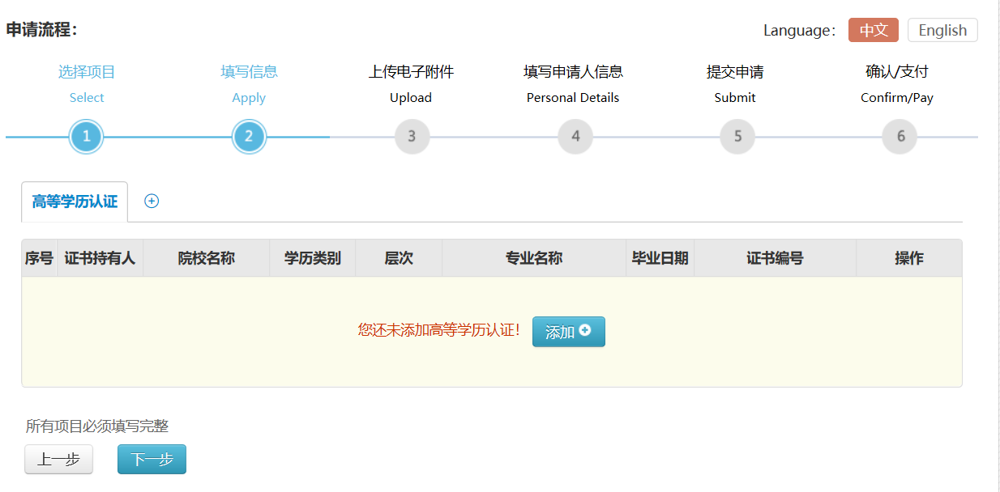 申请流程：
Language： 中文 English
选择项目 填写信息 上传电子附件 填写申请人信息 提交申请 确认/支付
Select Apply Upload Personal Details Submit Confirm/Pay
1 2 3 4 5 6
高等学历认证
序号 证书持有人 院校名称 学历类别 层次 专业名称 毕业日期 证书编号 操作
您还未添加高等学历认证！ 添加
所有项目必须填写完整
上一步 下一步